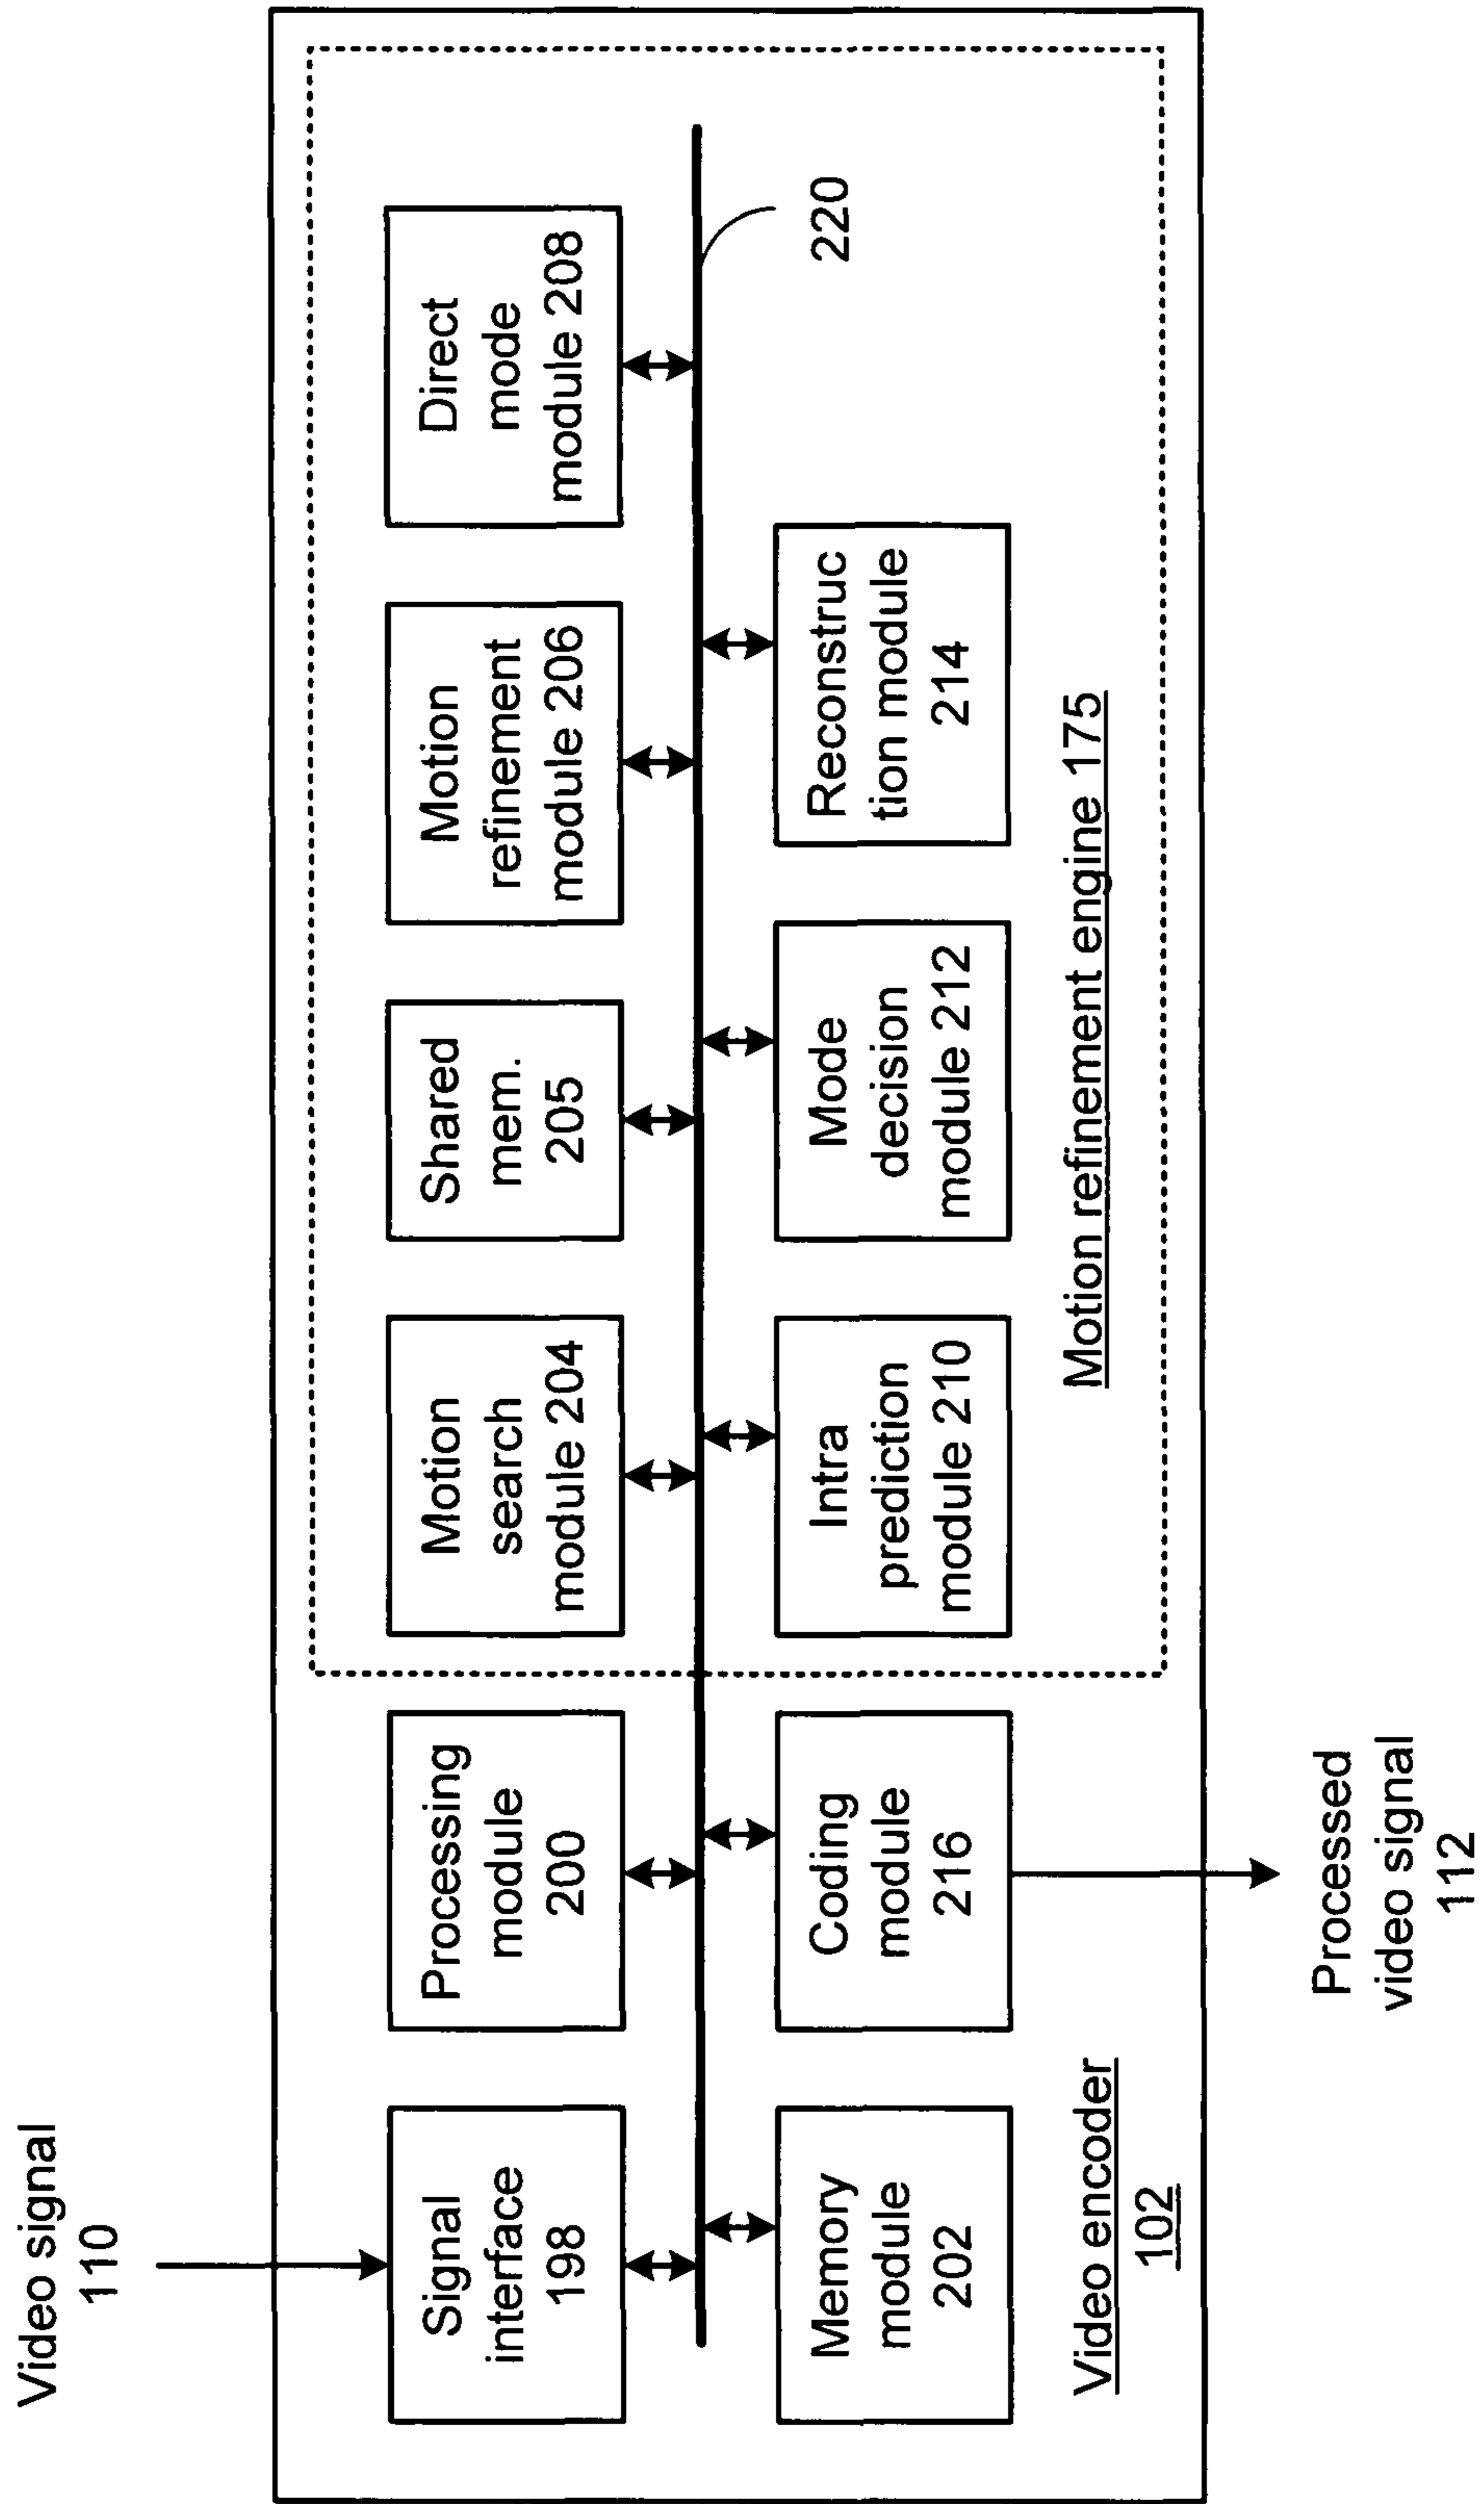 Video signal
110
Signal
interface
198
Processing
module
200
Motion
search
module 204
Shared
mem.
205
Motion
refinement
module 206
Direct
mode
module 208
220
Memory
module
202
Coding
module
216
Intra
prediction
module 210
Mode
decision
module 212
Reconstruc
tion module
214
Motion refinement engine 175
Video encoder
102
Processed
video signal
112